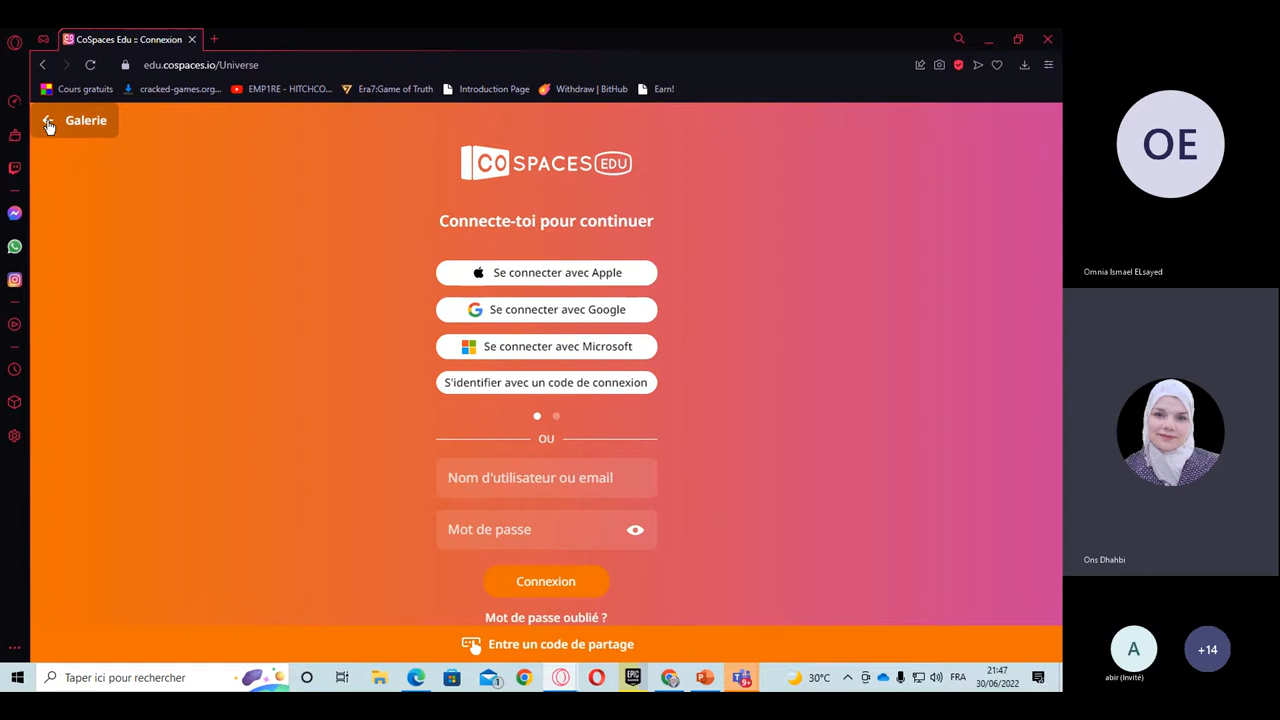 CoSpaces Edu :: Connexion
edu.cospaces.io/Universe
Cours gratuits
cracked-games.org...
EMP1RE - HITCHCO...
Era7:Game of Truth
Introduction Page
Withdraw | BitHub
Earn!
Galerie
COSPACES EDU
Connecte-toi pour continuer
Se connecter avec Apple
Se connecter avec Google
Se connecter avec Microsoft
S'identifier avec un code de connexion
OU
Nom d'utilisateur ou email
Mot de passe
Connexion
Mot de passe oublié ?
Entre un code de partage
OE
Omnia Ismael ELsayed
Ons Dhahbi
A
+14
abir (Invité)
Taper ici pour rechercher
EPIC
30°C
FRA
21:47
30/06/2022